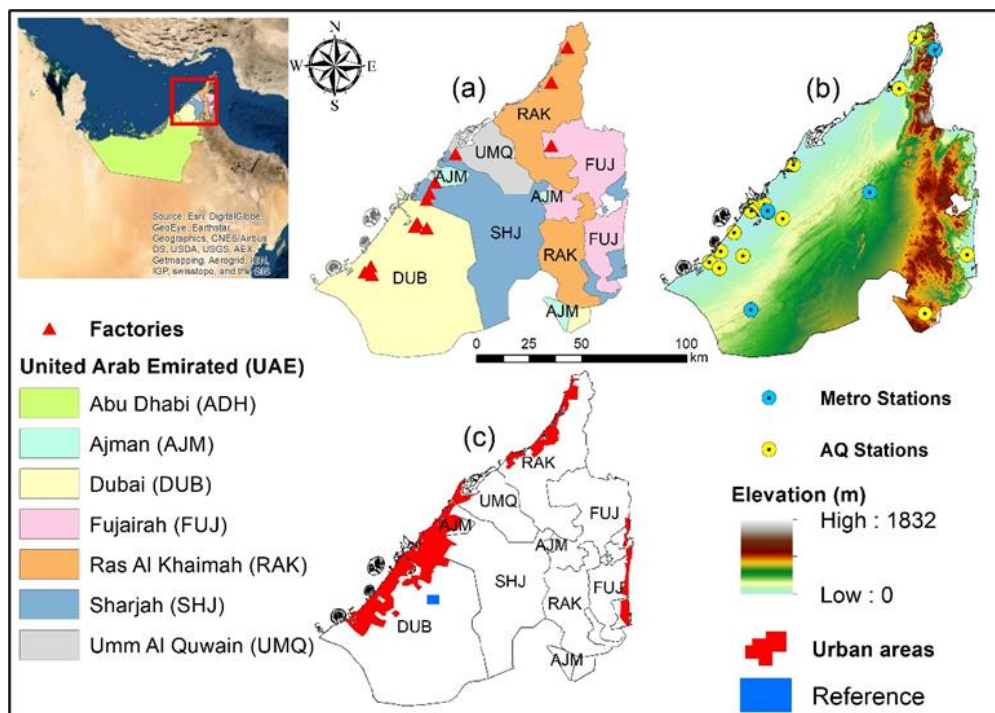 N
W E
S
Source: Esri, DigitalGlobe,
GeoEye, Earthstar
Geographics, CNES/Airbus
DS, USDA, USGS, AEX,
Getmapping, Aerogrid, IGN,
IGP, swisstopo, and the
(a)
RAK
UMQ
FUJ
AJM
AJM
SHJ
FUJ
RAK
DUB
AJM
(b)
0 25 50 100
km
Factories
United Arab Emirated (UAE)
Abu Dhabi (ADH)
Ajman (AJM)
Dubai (DUB)
Fujairah (FUJ)
Ras Al Khaimah (RAK)
Sharjah (SHJ)
Umm Al Quwain (UMQ)
(c)
RAK
UMQ
FUJ
AJM
AJM
SHJ
FUJ
RAK
DUB
AJM
Metro Stations
AQ Stations
Elevation (m)
High : 1832
Low : 0
Urban areas
Reference